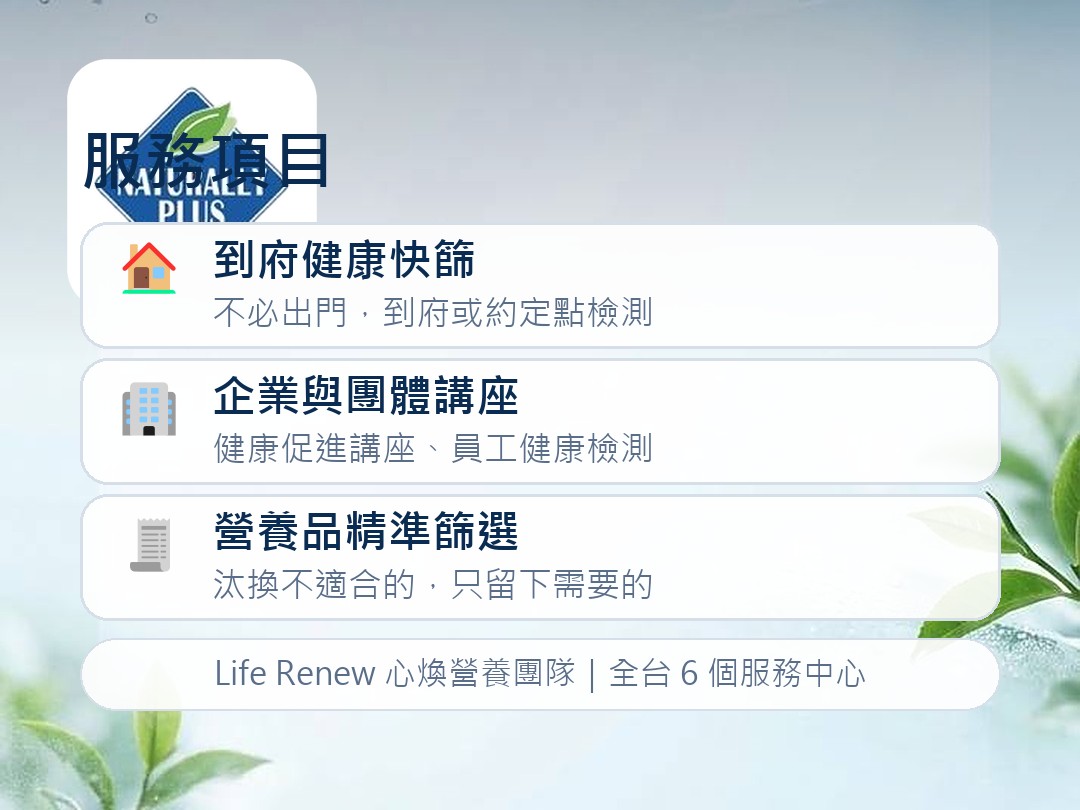 服務項目
NATURALLY
PLUS
到府健康快篩
不必出門，到府或約定點檢測
企業與團體講座
健康促進講座、員工健康檢測
營養品精準篩選
汰換不適合的，只留下需要的
Life Renew 心煥營養團隊｜全台 6 個服務中心